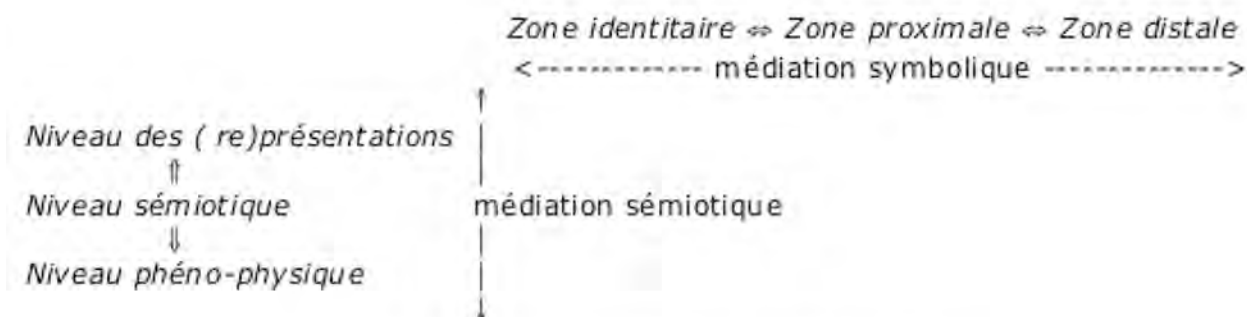 Zone identitaire ⇔ Zone proximale ⇔ Zone distale
<------------- médiation symbolique -------------->
Niveau des ( re)présentations
⇑
Niveau sémiotique médiation sémiotique
⇓
Niveau phéno-physique